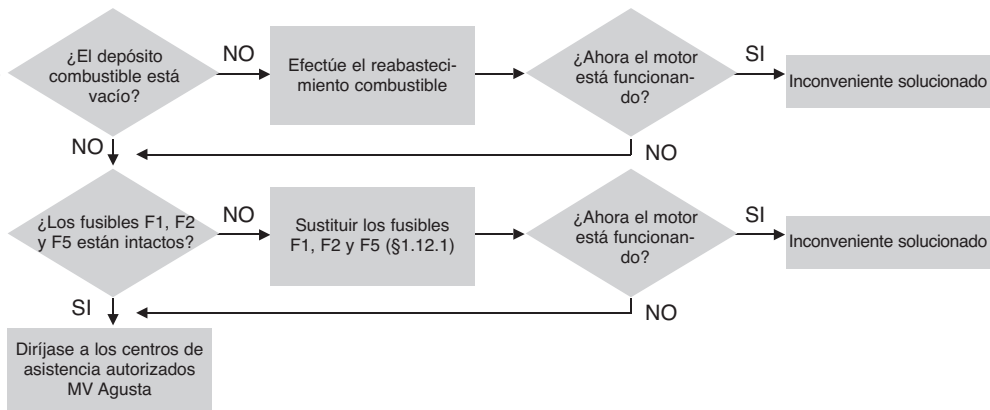 ¿El depósito
combustible está
vacío?
NO
Efectúe el reabasteci-
miento combustible
¿Ahora el motor
está funcionan-
do?
SI
Inconveniente solucionado
NO
NO
¿Los fusibles F1, F2
y F5 están intactos?
NO
Sustituir los fusibles
F1, F2 y F5 (§1.12.1)
¿Ahora el motor
está funcionan-
do?
SI
Inconveniente solucionado
SI
NO
Diríjase a los centros de
asistencia autorizados
MV Agusta